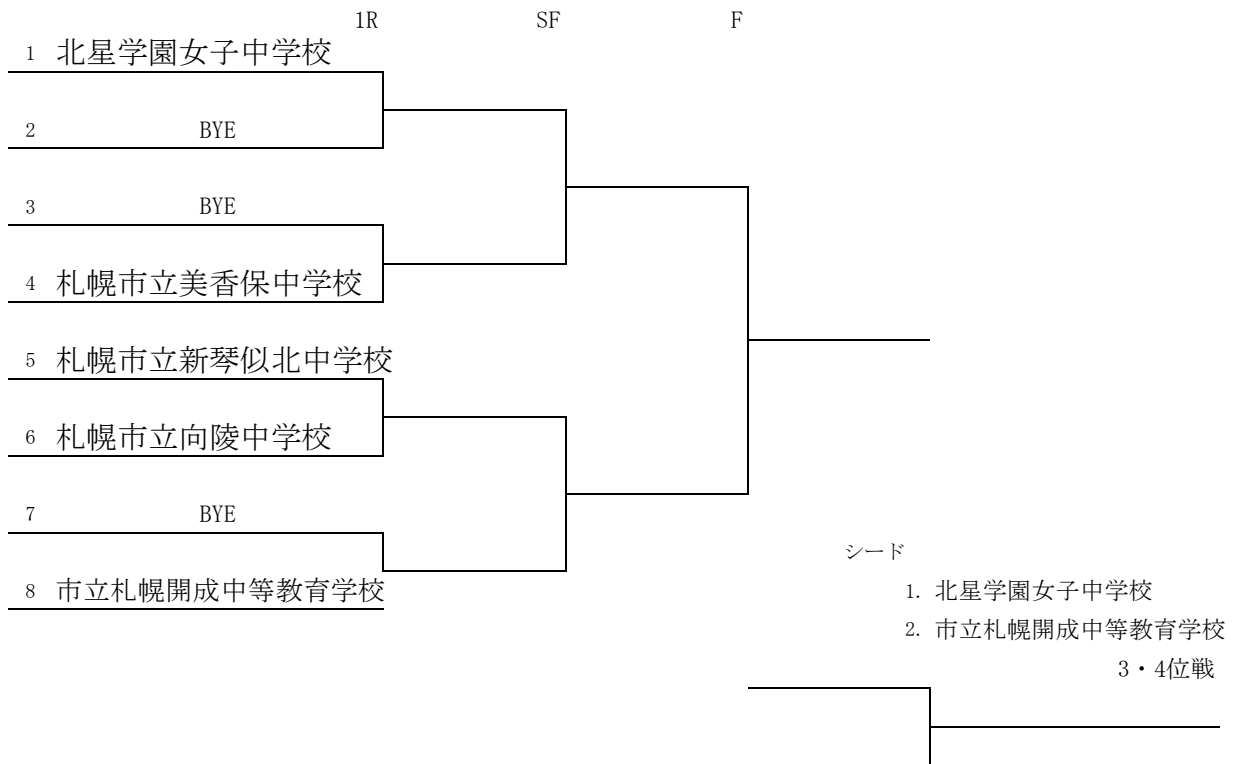 1R SF F
1 北星学園女子中学校
2 BYE
3 BYE
4 札幌市立美香保中学校
5 札幌市立新琴似北中学校
6 札幌市立向陵中学校
7 BYE
8 市立札幌開成中等教育学校
シード
1. 北星学園女子中学校
2. 市立札幌開成中等教育学校
3・4位戦